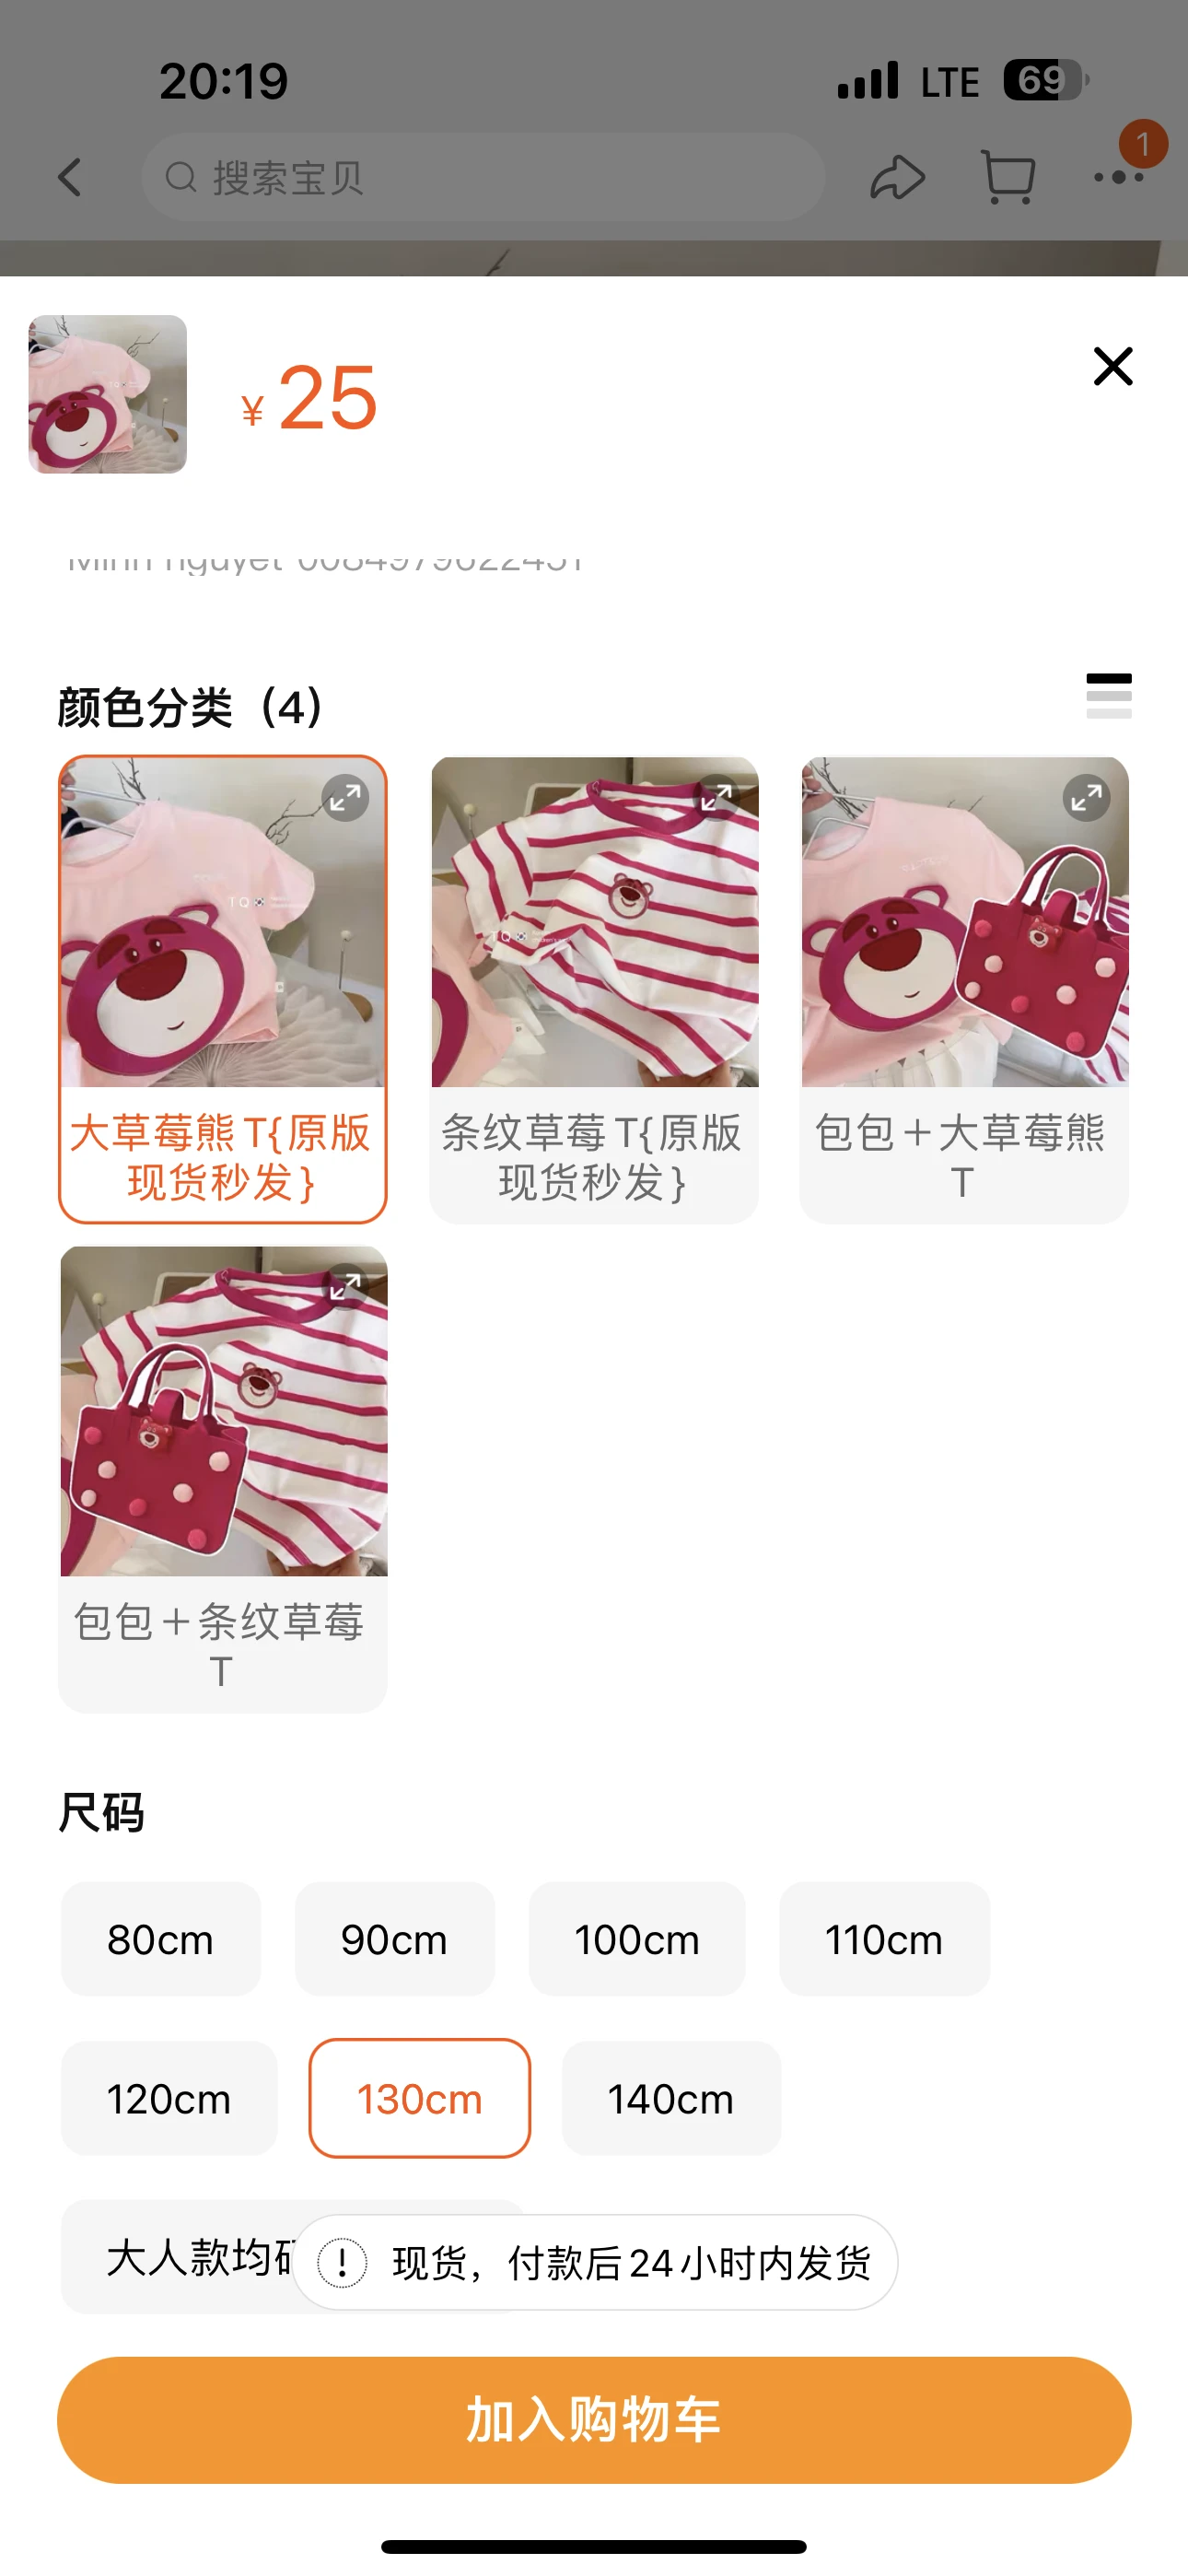 20:19
LTE
69
搜索宝贝
1
¥25
颜色分类（4）
TQ
大草莓熊T{原版
现货秒发}
TQ
条纹草莓T{原版
现货秒发}
包包＋大草莓熊
T
包包＋条纹草莓
T
尺码
80cm
90cm
100cm
110cm
120cm
130cm
140cm
大人款均
现货，付款后24小时内发货
加入购物车